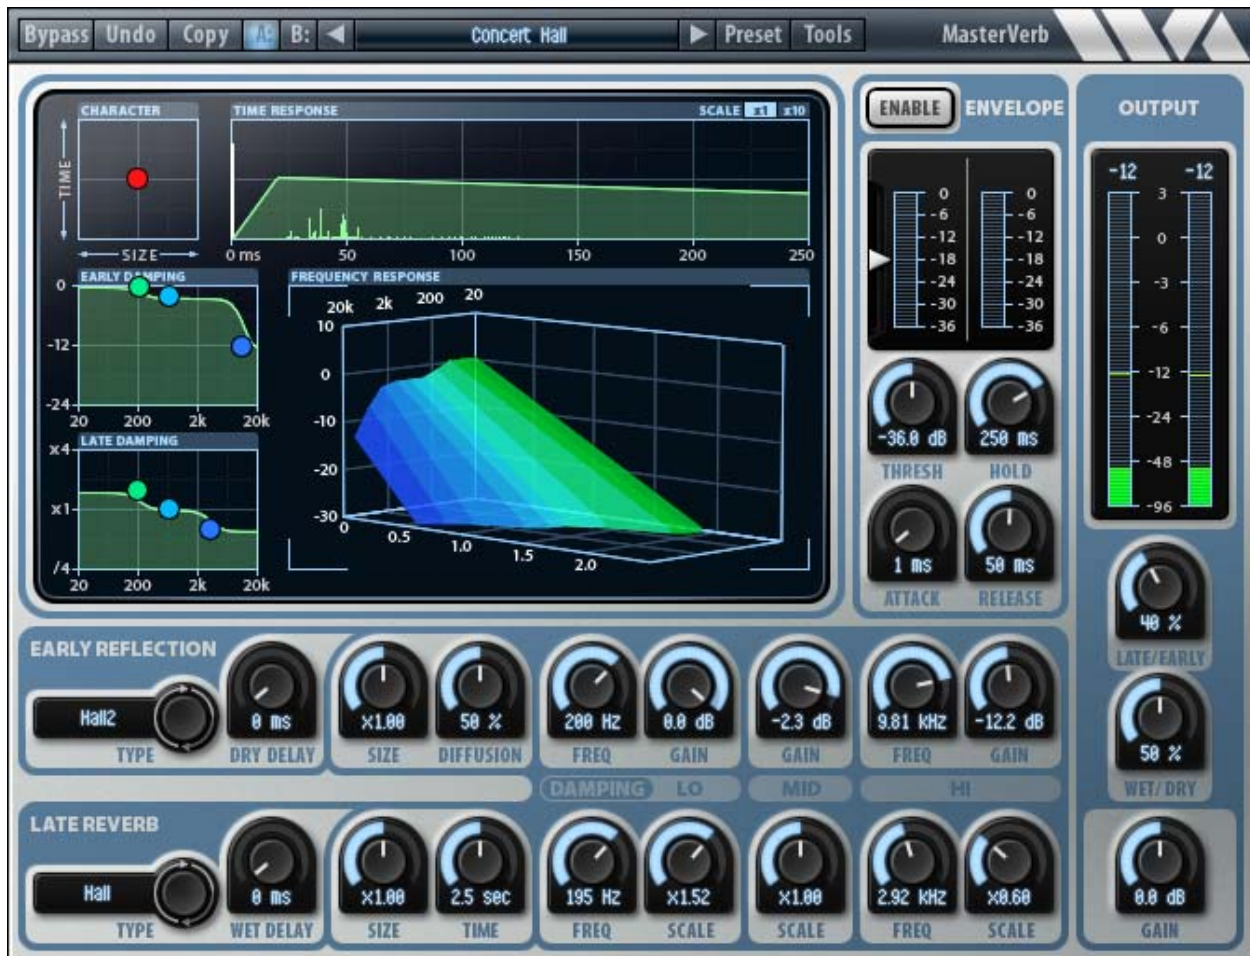 Bypass Undo Copy A: B: Concert Hall Preset Tools MasterVerb
CHARACTER
TIME
SIZE
TIME RESPONSE SCALE x1 x10
0 ms 50 100 150 200 250
EARLY DAMPING
0
-12
-24
20 200 2k 20k
LATE DAMPING
x4
x1
/4
20 200 2k 20k
FREQUENCY RESPONSE
20k 2k 200 20
10
0
-10
-20
-30
0 0.5 1.0 1.5 2.0
ENABLE ENVELOPE
0 0
-6 -6
-12 -12
-18 -18
-24 -24
-30 -30
-36 -36
-36.0 dB 250 ms
THRESH HOLD
1 ms 50 ms
ATTACK RELEASE
OUTPUT
-12 -12
3
0
-3
-6
-12
-24
-48
-96
40 %
LATE/EARLY
50 %
WET/DRY
0.0 dB
GAIN
EARLY REFLECTION
Hall2 0 ms x1.00 50 % 200 Hz 0.0 dB -2.3 dB 9.81 kHz -12.2 dB
TYPE DRY DELAY SIZE DIFFUSION FREQ GAIN GAIN FREQ GAIN
DAMPING LO MID HI
LATE REVERB
Hall 0 ms x1.00 2.5 sec 195 Hz x1.52 x1.00 2.92 kHz x0.60
TYPE WET DELAY SIZE TIME FREQ SCALE SCALE FREQ SCALE